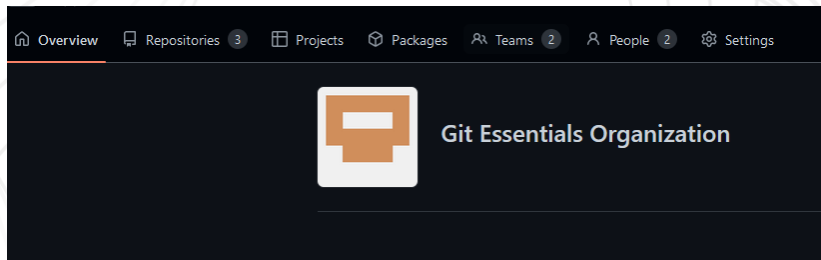 Overview Repositories 3 Projects Packages Teams 2 People 2 Settings
Git Essentials Organization